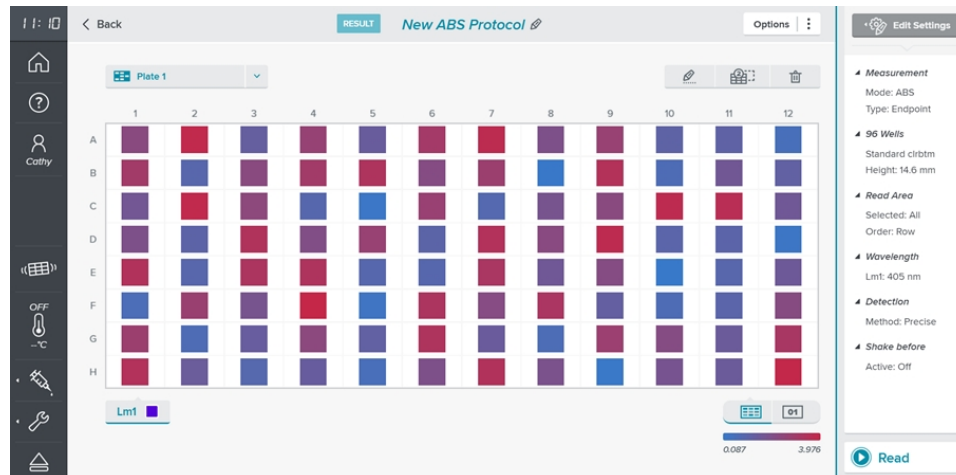 11:10
Back
RESULT
New ABS Protocol
Options
Edit Settings
Cathy
OFF
--°C
Plate 1
1 2 3 4 5 6 7 8 9 10 11 12
A
B
C
D
E
F
G
H
Lm1
01
0.087 3.976
Measurement
Mode: ABS
Type: Endpoint
96 Wells
Standard clrbtm
Height: 14.6 mm
Read Area
Selected: All
Order: Row
Wavelength
Lm1: 405 nm
Detection
Method: Precise
Shake before
Active: Off
Read